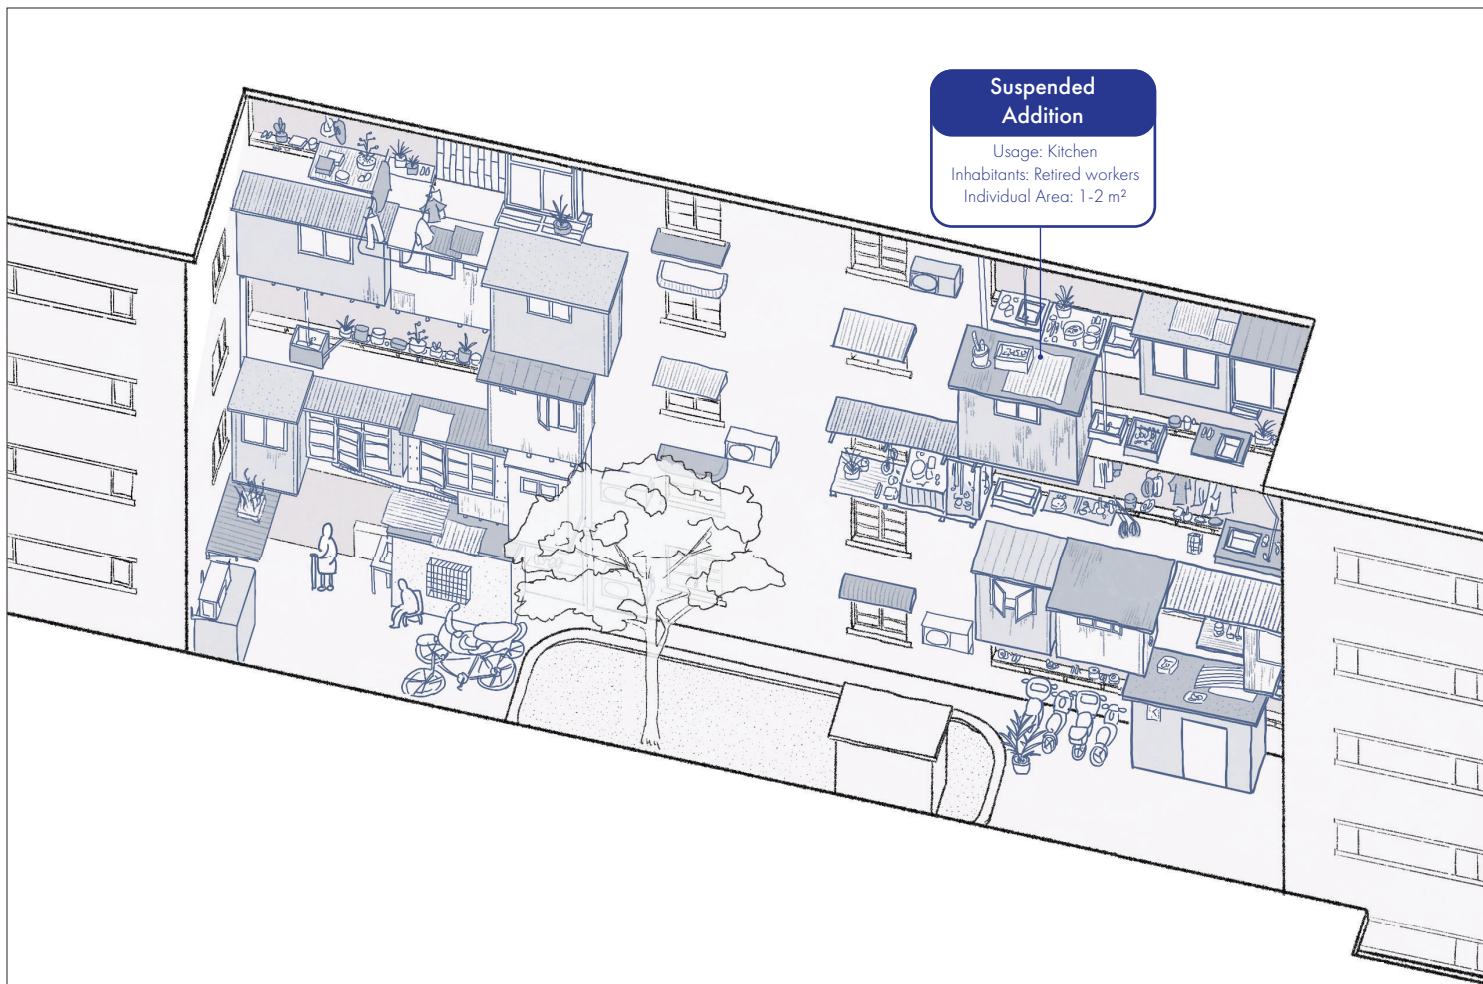 Suspended
Addition
Usage: Kitchen
Inhabitants: Retired workers
Individual Area: 1-2 m²